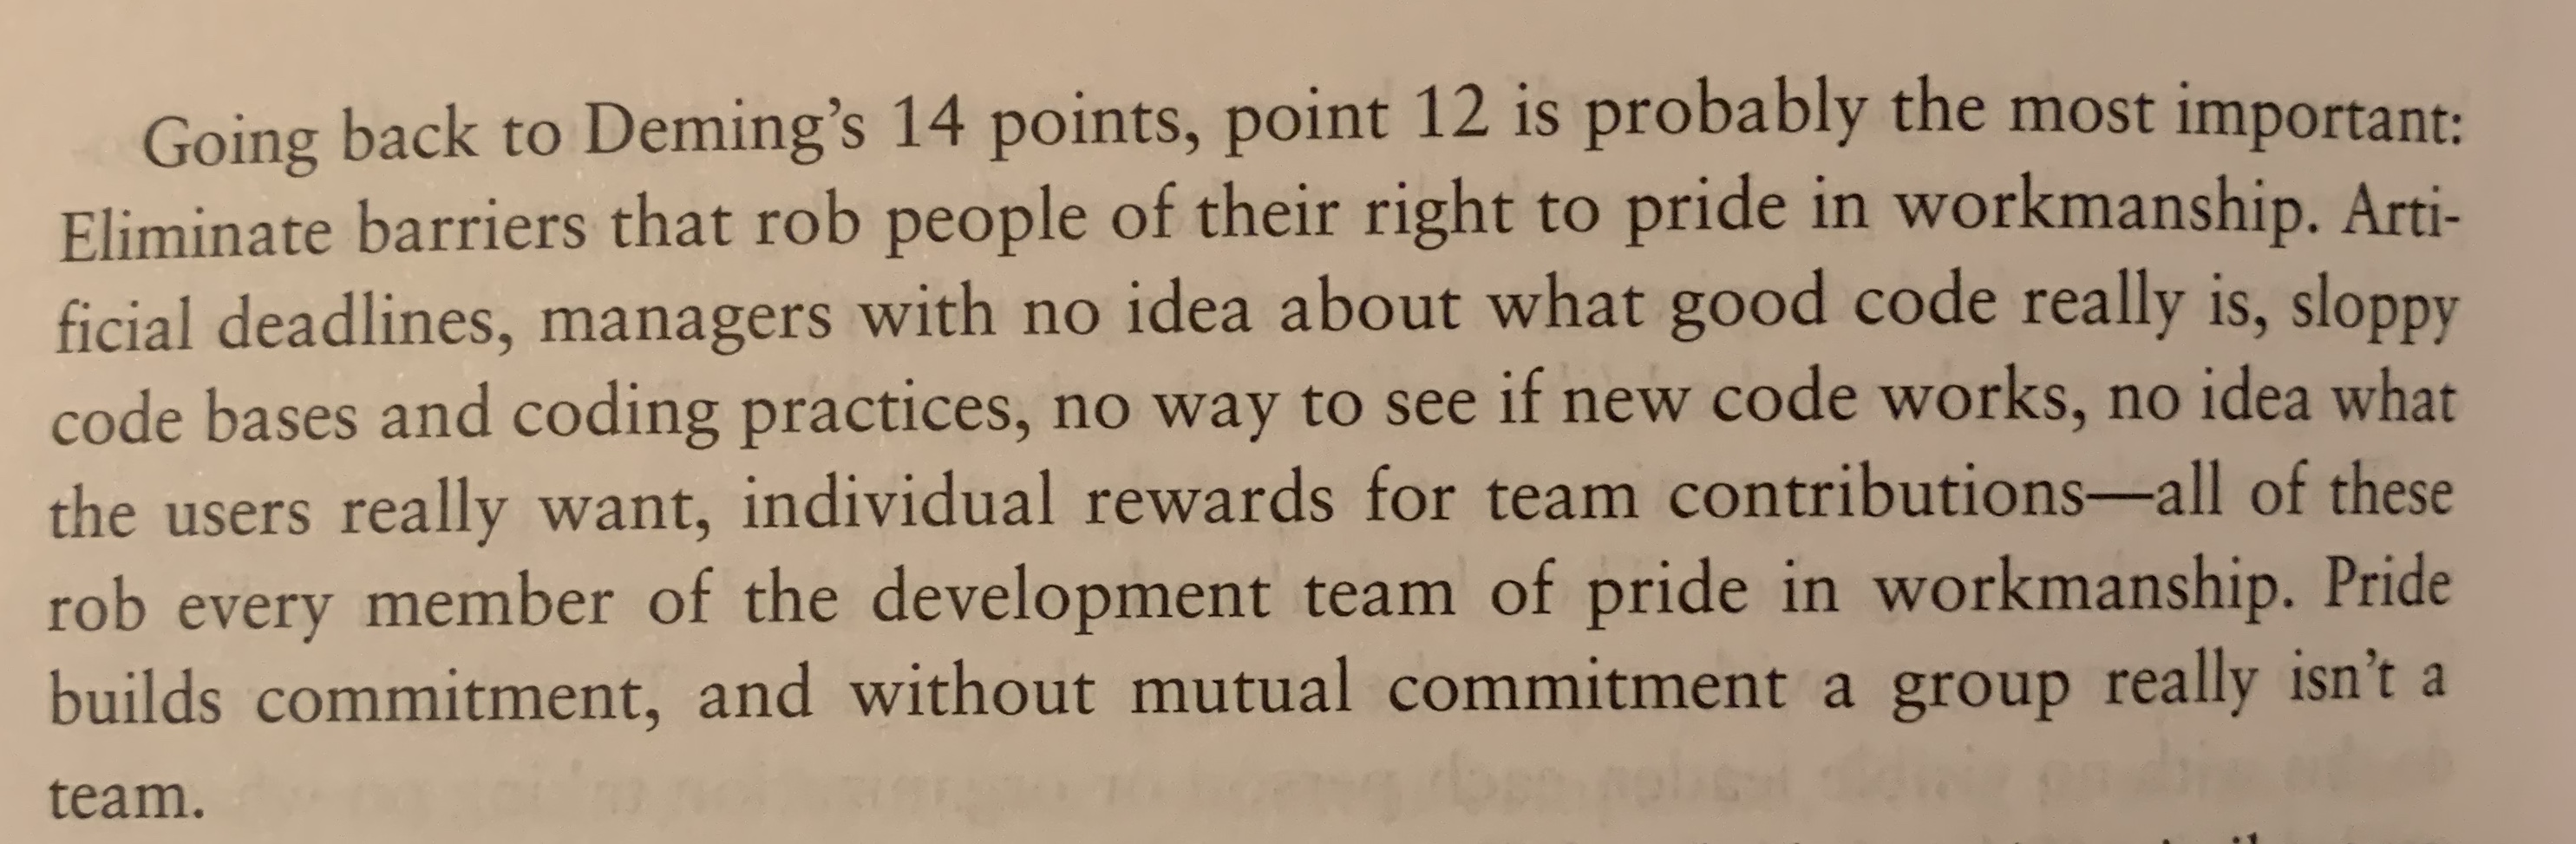 Going back to Deming’s 14 points, point 12 is probably the most important:
Eliminate barriers that rob people of their right to pride in workmanship. Arti-
ficial deadlines, managers with no idea about what good code really is, sloppy
code bases and coding practices, no way to see if new code works, no idea what
the users really want, individual rewards for team contributions—all of these
rob every member of the development team of pride in workmanship. Pride
builds commitment, and without mutual commitment a group really isn’t a
team.